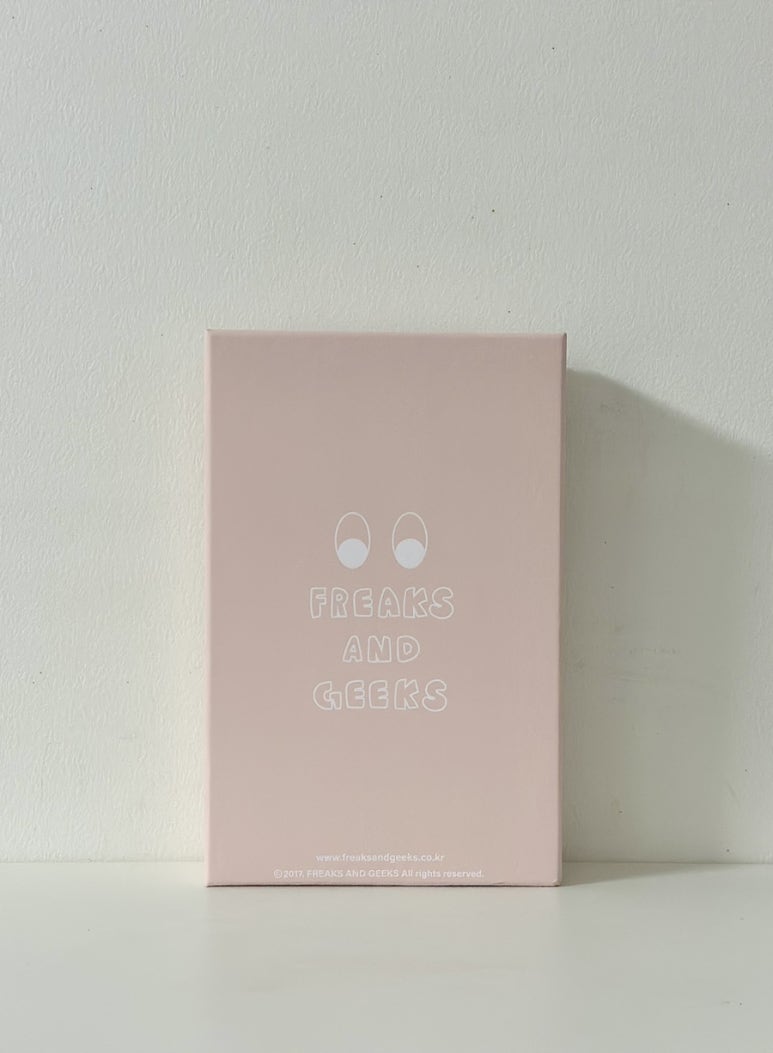 FREAKS
AND
GEEKS
www.freaksandgeeks.co.kr
©2017. FREAKS AND GEEKS All rights reserved.